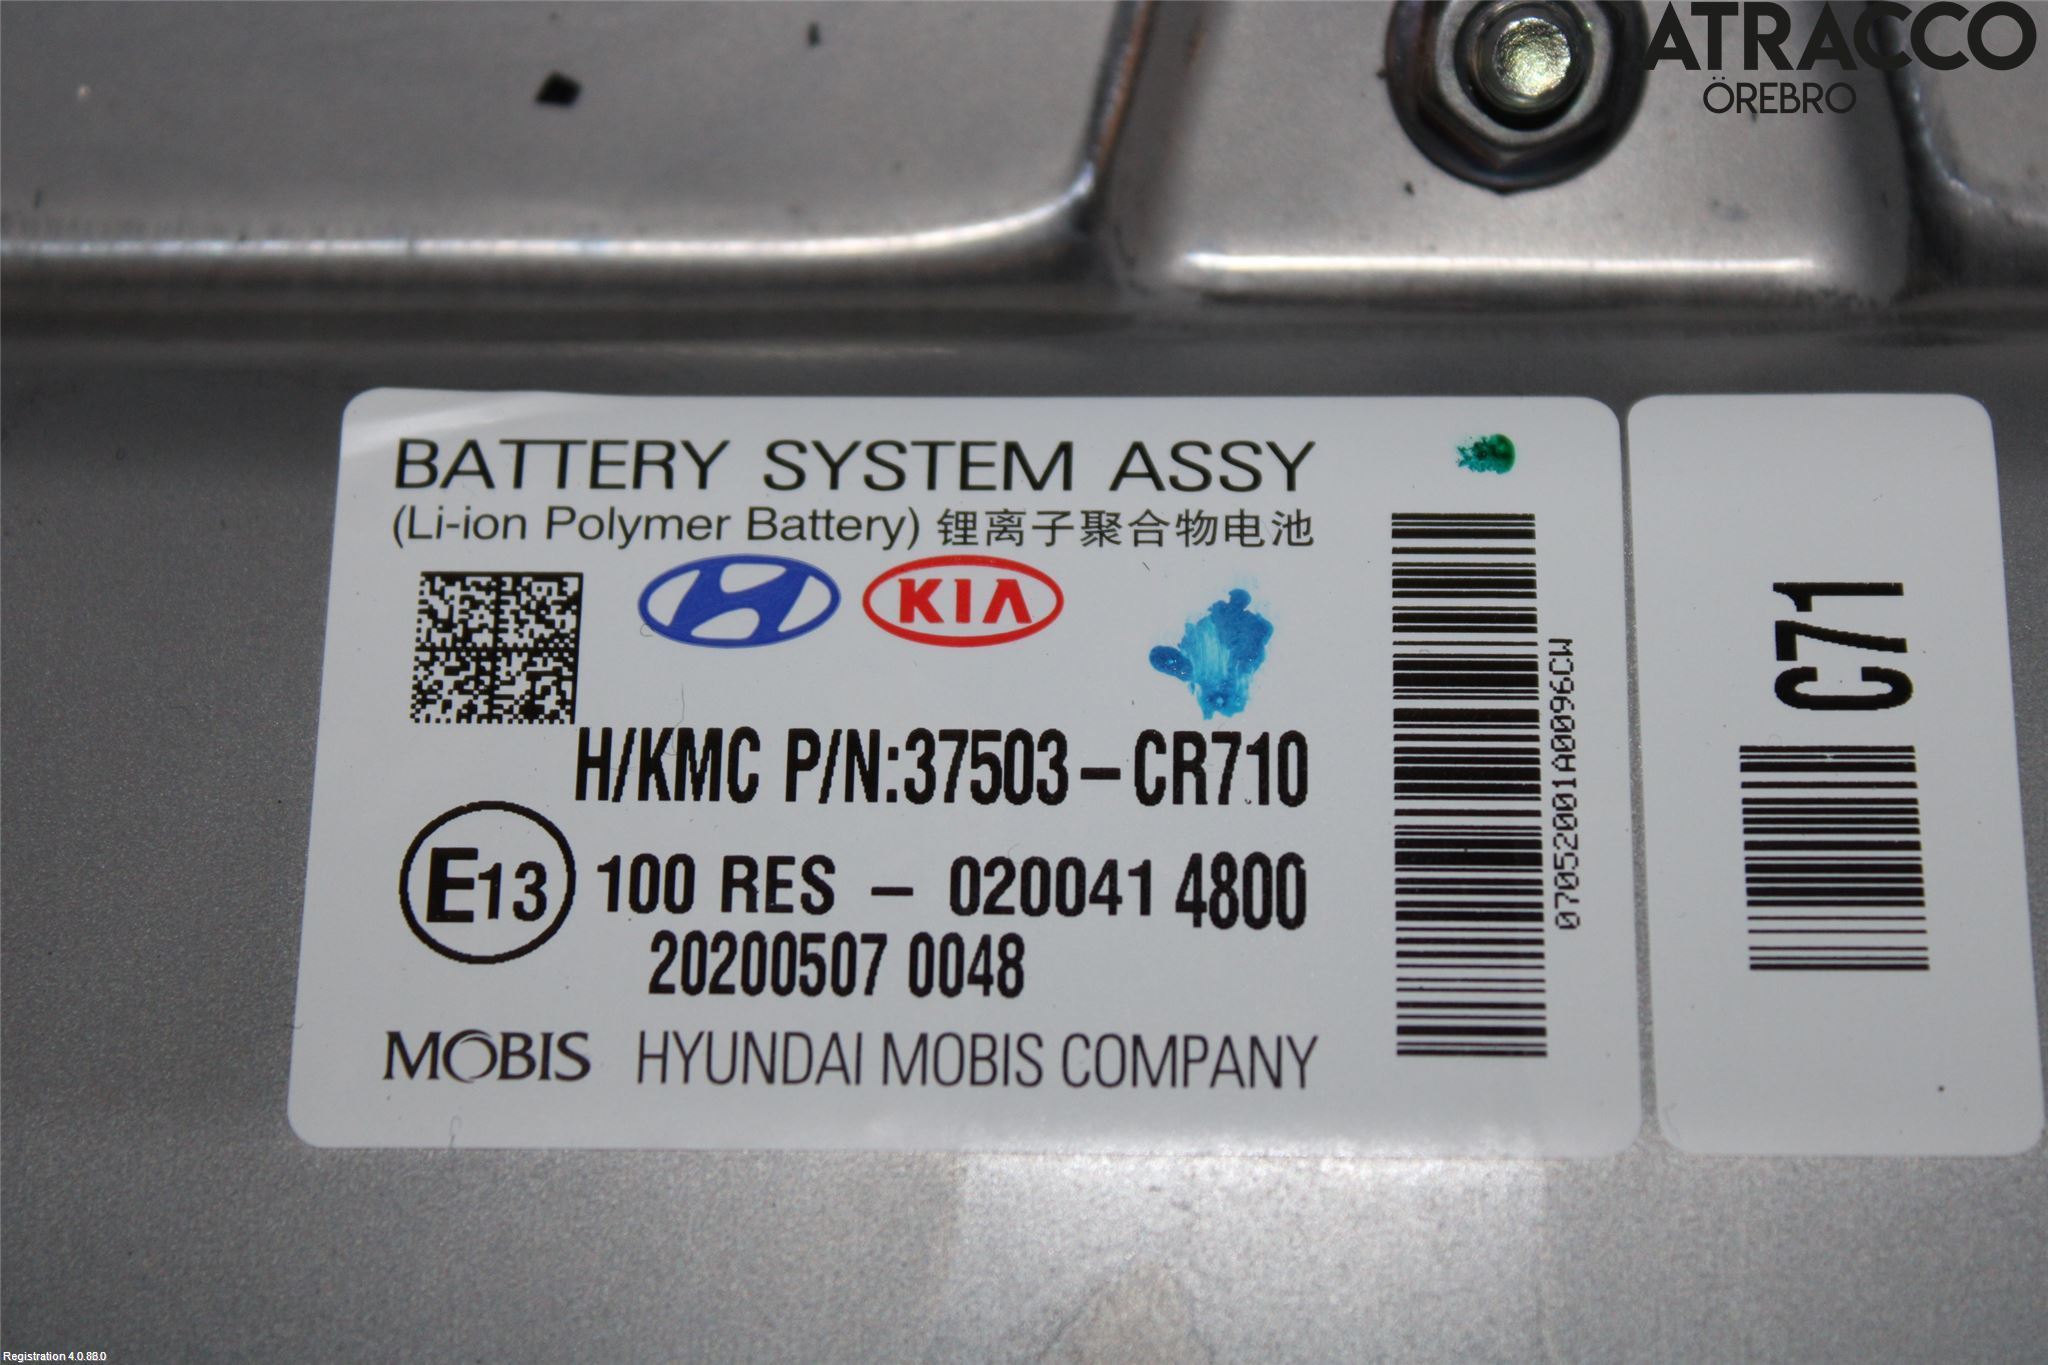 ATRACCO
ÖREBRO
BATTERY SYSTEM ASSY
(Li-ion Polymer Battery) 锂离子聚合物电池
KIA
H/KMC P/N:37503-CR710
E13 100 RES - 020041 4800
20200507 0048
MOBIS HYUNDAI MOBIS COMPANY
07052001A0096CW
C71
Registration 4.0.88.0